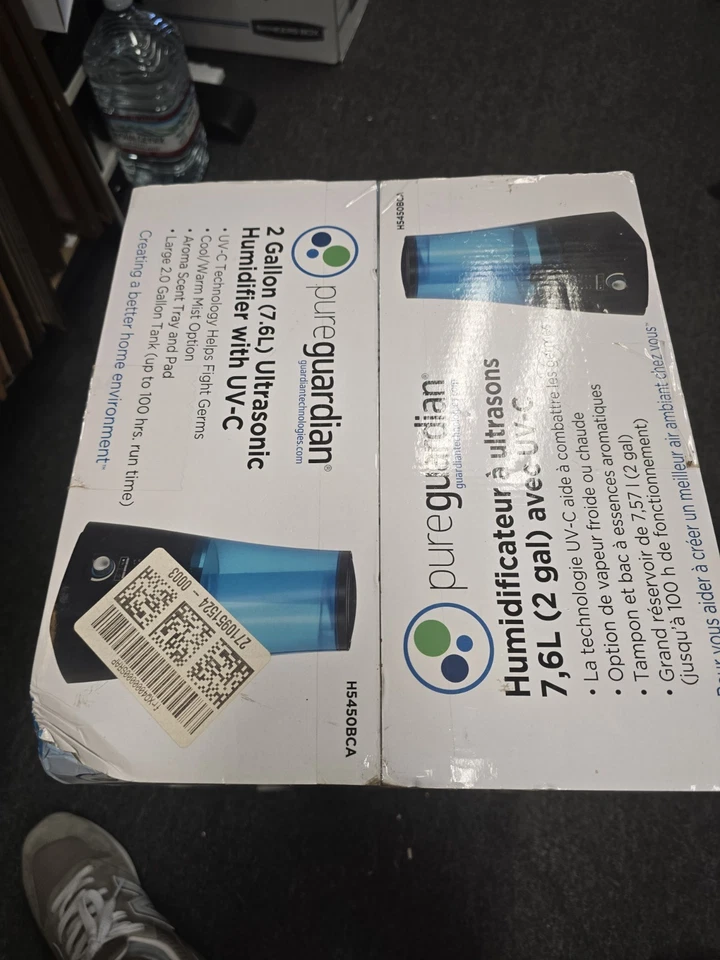 pureguardian®
guardiantechnologies.com
2 Gallon (7.6L) Ultrasonic
Humidifier with UV-C
• UV-C Technology Helps Fight Germs
• Cool/Warm Mist Option
• Aroma Scent Tray and Pad
• Large 2.0 Gallon Tank (up to 100 hrs. run time)
Creating a better home environment™
2710951524 - 0003
H5450BCA
H5450BCA
pureguardian®
Humidificateur à ultrasons
7,6L (2 gal) avec UV-C
• La technologie UV-C aide à combattre les
• Option de vapeur froide ou chaude
• Tampon et bac à essences aromatiques
• Grand réservoir de 7,57 l (2 gal)
(jusqu'à 100 h de fonctionnement)
Pour vous aider à créer un meilleur air ambiant chez vous